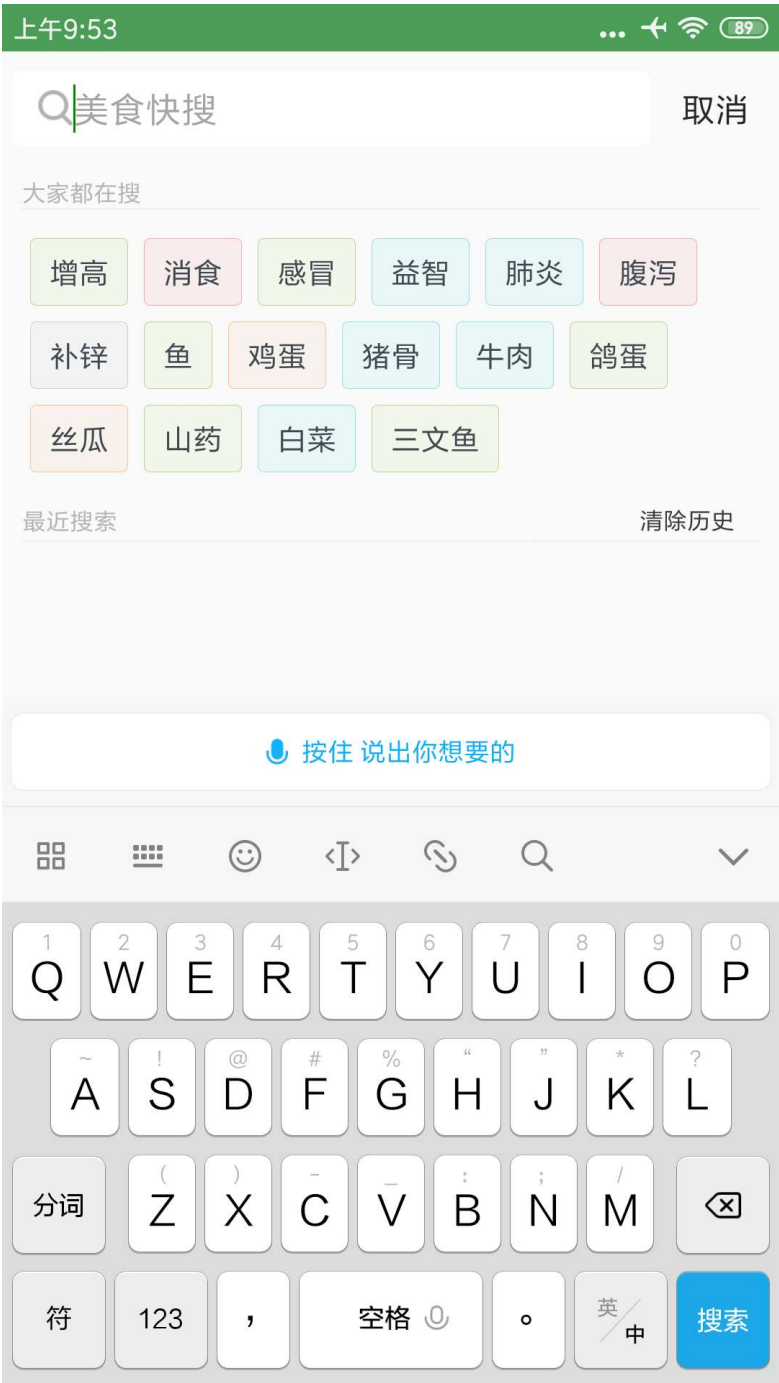 上午9:53 ... 89
美食快搜 取消
大家都在搜
增高 消食 感冒 益智 肺炎 腹泻
补锌 鱼 鸡蛋 猪骨 牛肉 鸽蛋
丝瓜 山药 白菜 三文鱼
最近搜索 清除历史
按住 说出你想要的
1 2 3 4 5 6 7 8 9 0
Q W E R T Y U I O P
~ ! @ # % “ ” * ?
A S D F G H J K L
( ) - _ : ; /
分词 Z X C V B N M
符 123 , 空格 。 英/中 搜索